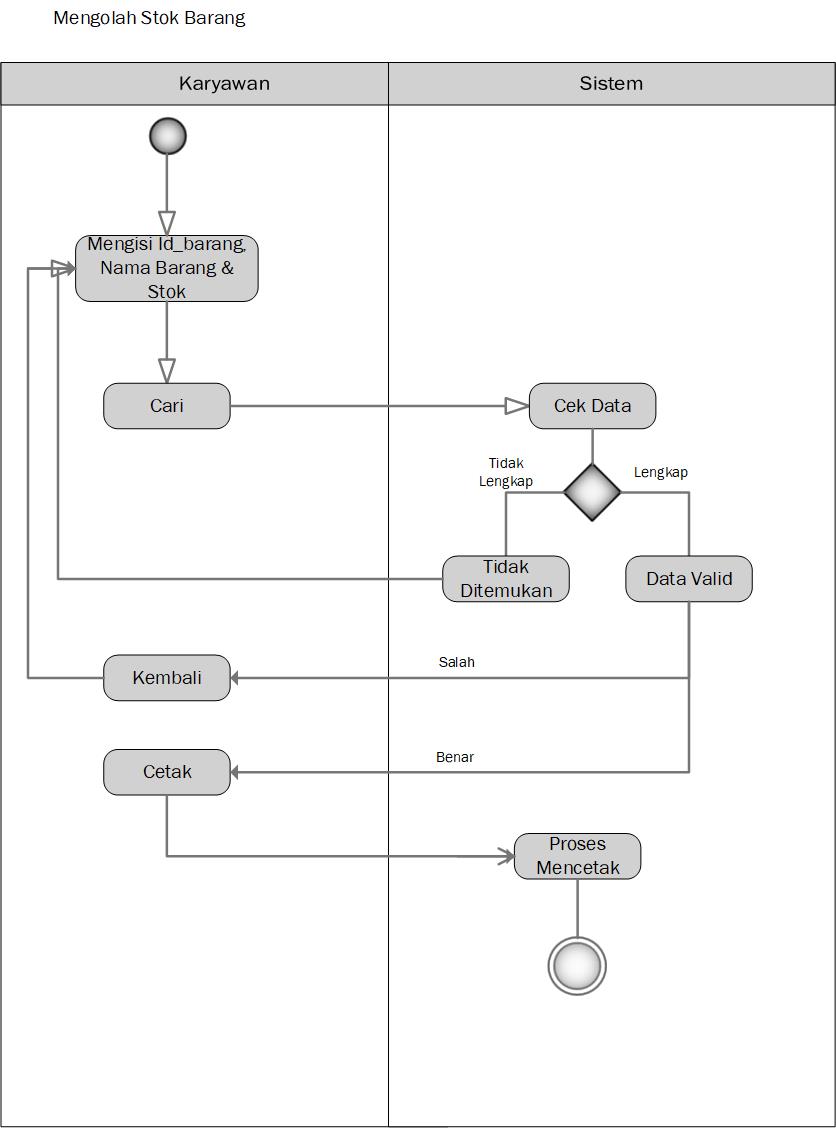 Mengolah Stok Barang
Karyawan
Sistem
Mengisi Id_barang,
Nama Barang &
Stok
Cari
Cek Data
Tidak
Lengkap
Lengkap
Tidak
Ditemukan
Data Valid
Salah
Kembali
Benar
Cetak
Proses
Mencetak